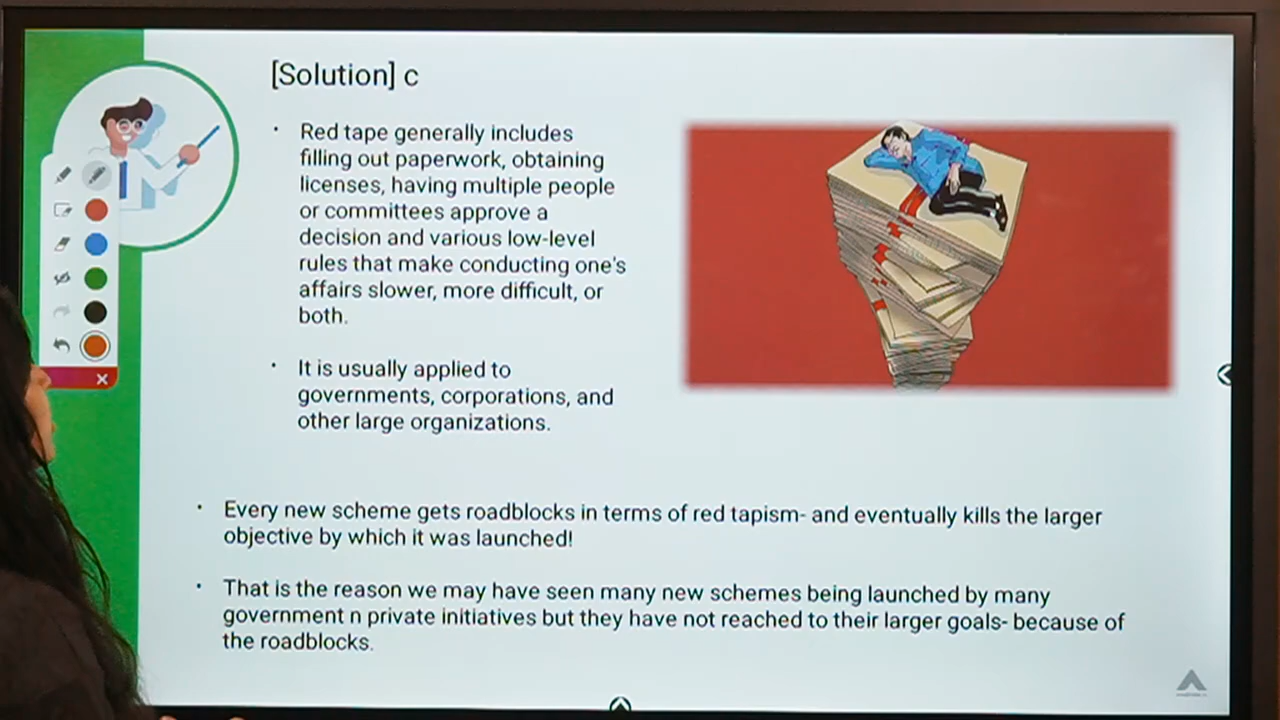 [Solution] c
• Red tape generally includes
filling out paperwork, obtaining
licenses, having multiple people
or committees approve a
decision and various low-level
rules that make conducting one's
affairs slower, more difficult, or
both.
• It is usually applied to
governments, corporations, and
other large organizations.
• Every new scheme gets roadblocks in terms of red tapism- and eventually kills the larger
objective by which it was launched!
• That is the reason we may have seen many new schemes being launched by many
government n private initiatives but they have not reached to their larger goals- because of
the roadblocks.